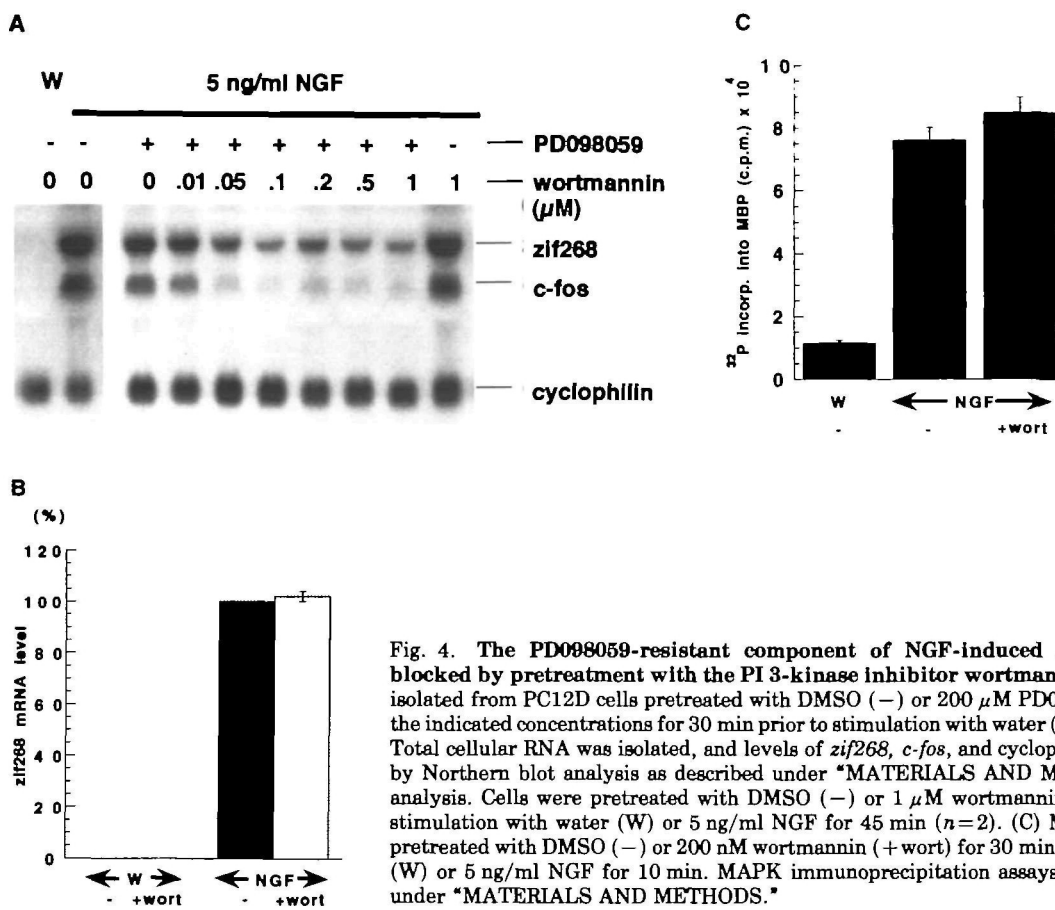 A
W 5 ng/ml NGF
- - + + + + + + + - PD098059
0 0 0 .01 .05 .1 .2 .5 1 1 wortmannin
(µM)
zif268
c-fos
cyclophilin
C
³²P incorp. into MBP (c.p.m.) x 10⁴
10
8
6
4
2
0
W NGF
- - +wort
B
(%)
zif268 mRNA level
120
100
80
60
40
20
0
W NGF
- +wort - +wort
Fig. 4. The PD098059-resistant component of NGF-induced
blocked by pretreatment with the PI 3-kinase inhibitor wortman
isolated from PC12D cells pretreated with DMSO (−) or 200 µM PD0
the indicated concentrations for 30 min prior to stimulation with water (
Total cellular RNA was isolated, and levels of zif268, c-fos, and cyclop
by Northern blot analysis as described under "MATERIALS AND M
analysis. Cells were pretreated with DMSO (−) or 1 µM wortmannin
stimulation with water (W) or 5 ng/ml NGF for 45 min (n=2). (C) M
pretreated with DMSO (−) or 200 nM wortmannin (+wort) for 30 min
(W) or 5 ng/ml NGF for 10 min. MAPK immunoprecipitation assays
under "MATERIALS AND METHODS."